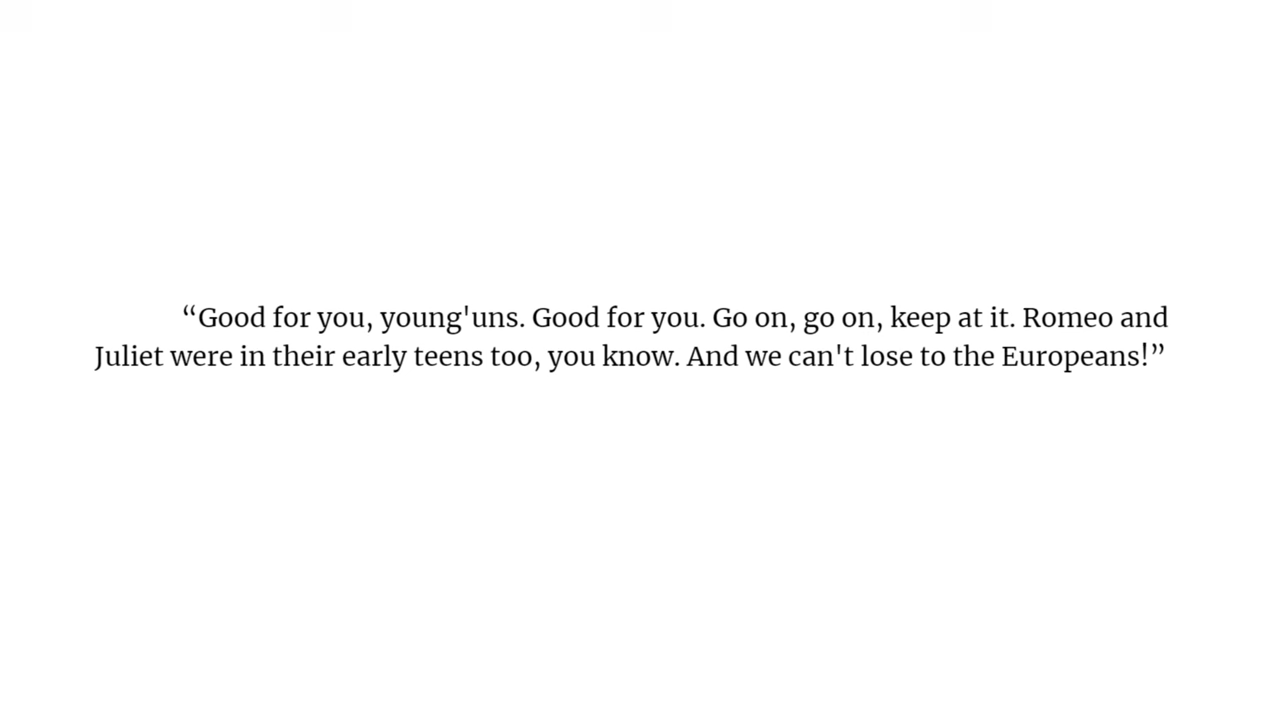 “Good for you, young'uns. Good for you. Go on, go on, keep at it. Romeo and
Juliet were in their early teens too, you know. And we can't lose to the Europeans!”